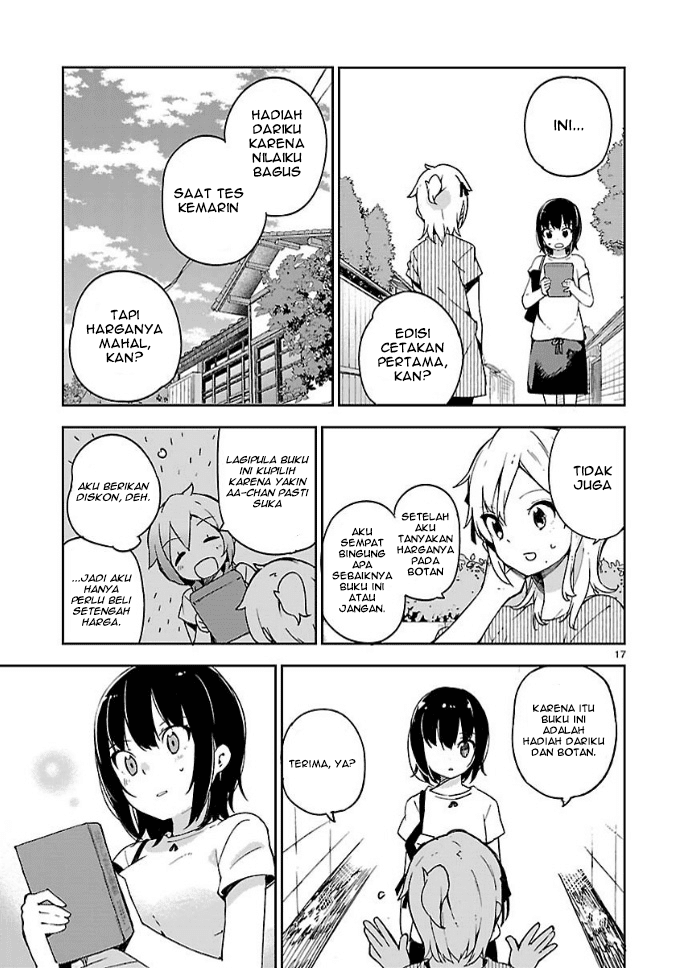 INI...
EDISI
CETAKAN
PERTAMA,
KAN?
HADIAH
DARIKU
KARENA
NILAIKU
BAGUS
SAAT TES
KEMARIN
TAPI
HARGANYA
MAHAL,
KAN?
TIDAK
JUGA
SETELAH
AKU
TANYAKAN
HARGANYA
PADA
BOTAN
AKU
SEMPAT
BINGUNG
APA
SEBAIKNYA
BUKU INI
ATAU
JANGAN.
LAGIPULA BUKU
INI KUPILIH
KARENA YAKIN
AA-CHAN PASTI
SUKA
AKU BERIKAN
DISKON, DEH.
...JADI AKU
HANYA
PERLU BELI
SETENGAH
HARGA.
17
KARENA ITU
BUKU INI
ADALAH
HADIAH DARIKU
DAN BOTAN.
TERIMA, YA?